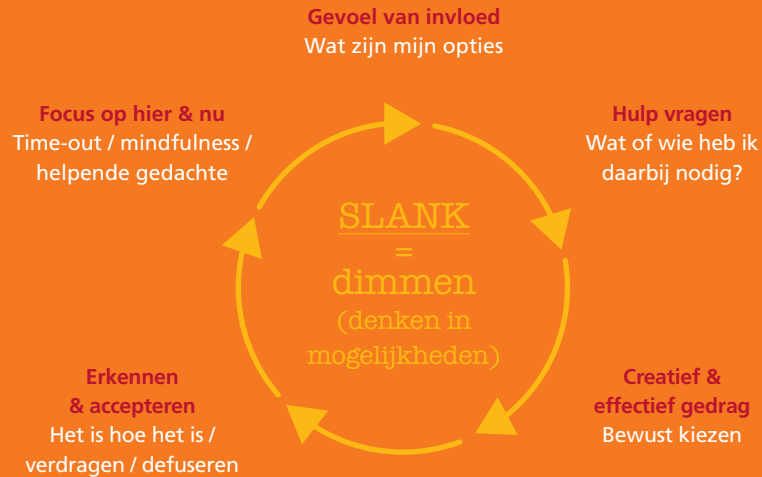 Gevoel van invloed
Wat zijn mijn opties
Focus op hier & nu
Time-out / mindfulness /
helpende gedachte
Hulp vragen
Wat of wie heb ik
daarbij nodig?
SLANK
=
dimmen
(denken in
mogelijkheden)
Erkennen
& accepteren
Het is hoe het is /
verdragen / defuseren
Creatief &
effectief gedrag
Bewust kiezen